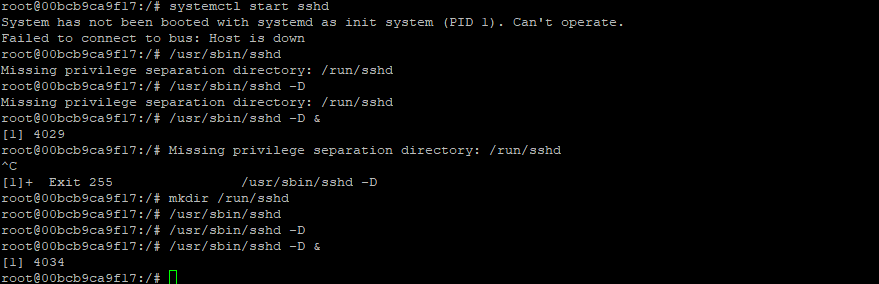 root@00bcb9ca9f17:/# systemctl start sshd
System has not been booted with systemd as init system (PID 1). Can't operate.
Failed to connect to bus: Host is down
root@00bcb9ca9f17:/# /usr/sbin/sshd
Missing privilege separation directory: /run/sshd
root@00bcb9ca9f17:/# /usr/sbin/sshd -D
Missing privilege separation directory: /run/sshd
root@00bcb9ca9f17:/# /usr/sbin/sshd -D &
[1] 4029
root@00bcb9ca9f17:/# Missing privilege separation directory: /run/sshd
^C
[1]+  Exit 255                /usr/sbin/sshd -D
root@00bcb9ca9f17:/# mkdir /run/sshd
root@00bcb9ca9f17:/# /usr/sbin/sshd
root@00bcb9ca9f17:/# /usr/sbin/sshd -D
root@00bcb9ca9f17:/# /usr/sbin/sshd -D &
[1] 4034
root@00bcb9ca9f17:/#